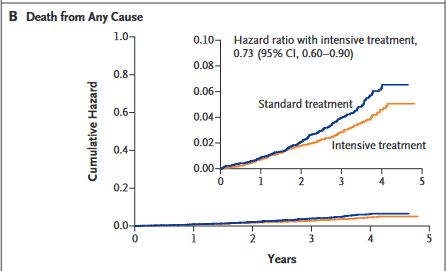 B Death from Any Cause
Hazard ratio with intensive treatment,
0.73 (95% CI, 0.60–0.90)
Cumulative Hazard
1.0
0.8
0.6
0.4
0.2
0.0
0.10
0.08
0.06
0.04
0.02
0.00
Standard treatment
Intensive treatment
0 1 2 3 4 5
0 1 2 3 4 5
Years